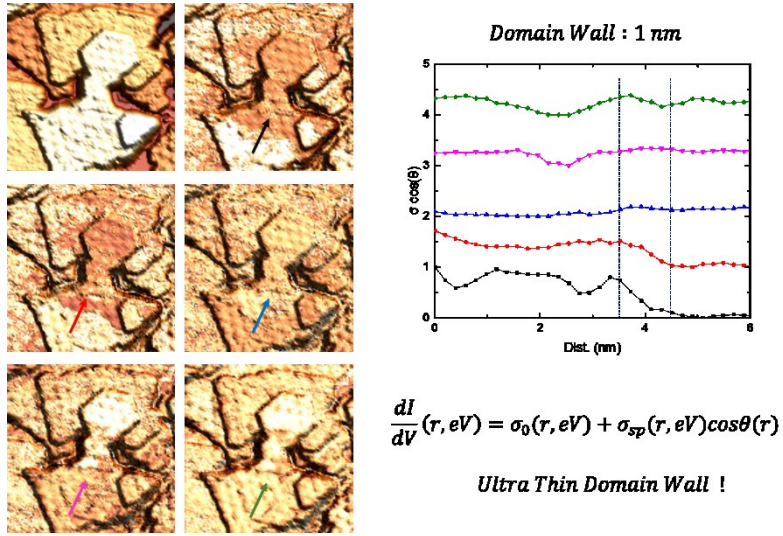 Domain Wall : 1 nm
5
4
3
2
1
0
σ cos(θ)
0 2 4 6
Dist. (nm)
dI/dV (r, eV) = σ₀(r, eV) + σₛₚ(r, eV)cosθ(r)
Ultra Thin Domain Wall !